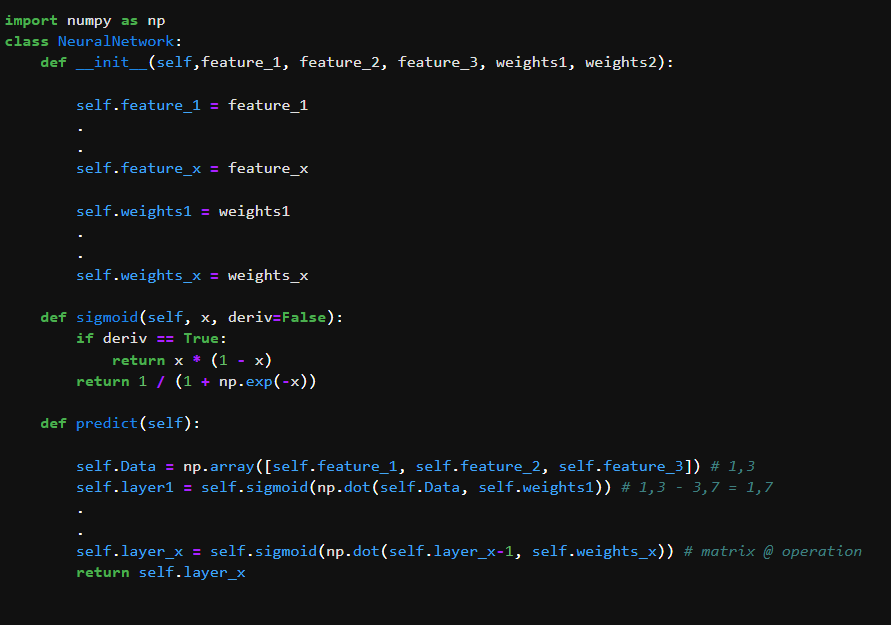 import numpy as np
class NeuralNetwork:
    def __init__(self,feature_1, feature_2, feature_3, weights1, weights2):
        self.feature_1 = feature_1
        .
        .
        self.feature_x = feature_x
        self.weights1 = weights1
        .
        .
        self.weights_x = weights_x
    def sigmoid(self, x, deriv=False):
        if deriv == True:
            return x * (1 - x)
        return 1 / (1 + np.exp(-x))
    def predict(self):
        self.Data = np.array([self.feature_1, self.feature_2, self.feature_3]) # 1,3
        self.layer1 = self.sigmoid(np.dot(self.Data, self.weights1)) # 1,3 - 3,7 = 1,7
        .
        .
        self.layer_x = self.sigmoid(np.dot(self.layer_x-1, self.weights_x)) # matrix @ operation
        return self.layer_x